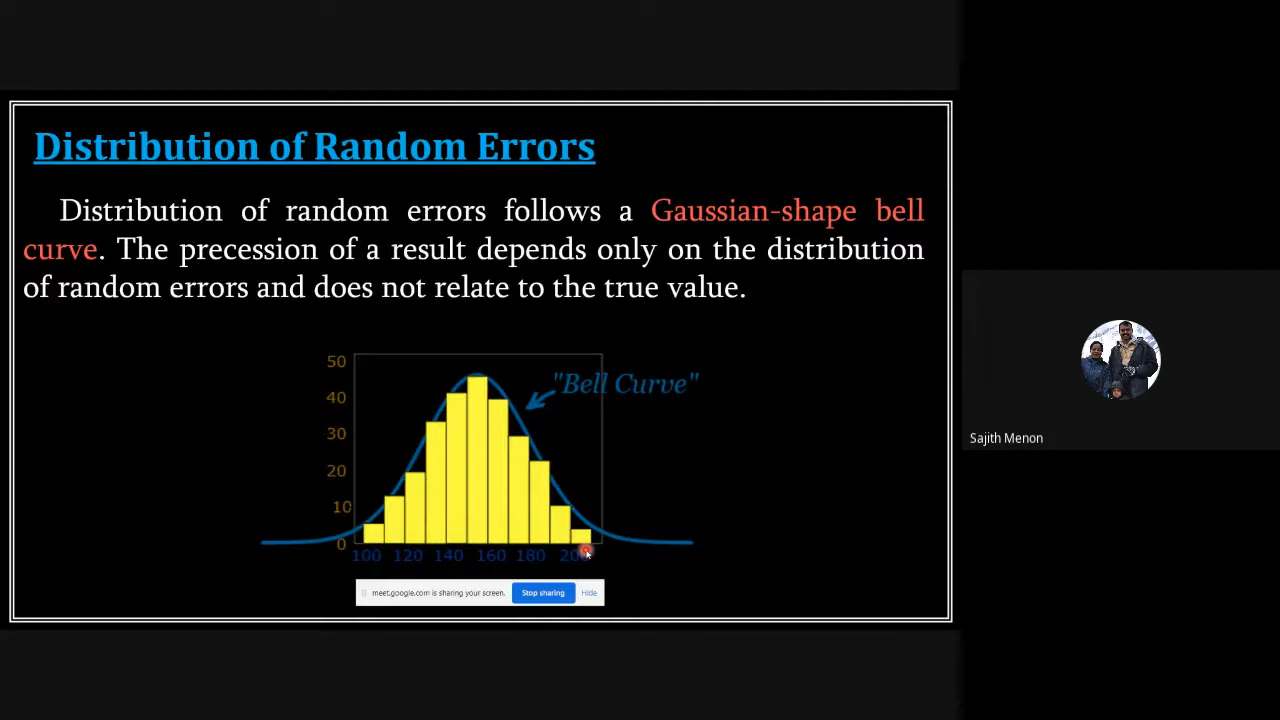 Distribution of Random Errors
Distribution of random errors follows a Gaussian-shape bell
curve. The precession of a result depends only on the distribution
of random errors and does not relate to the true value.
50
40
30
20
10
0
"Bell Curve"
100 120 140 160 180
meet.google.com is sharing your screen. Stop sharing Hide
Sajith Menon